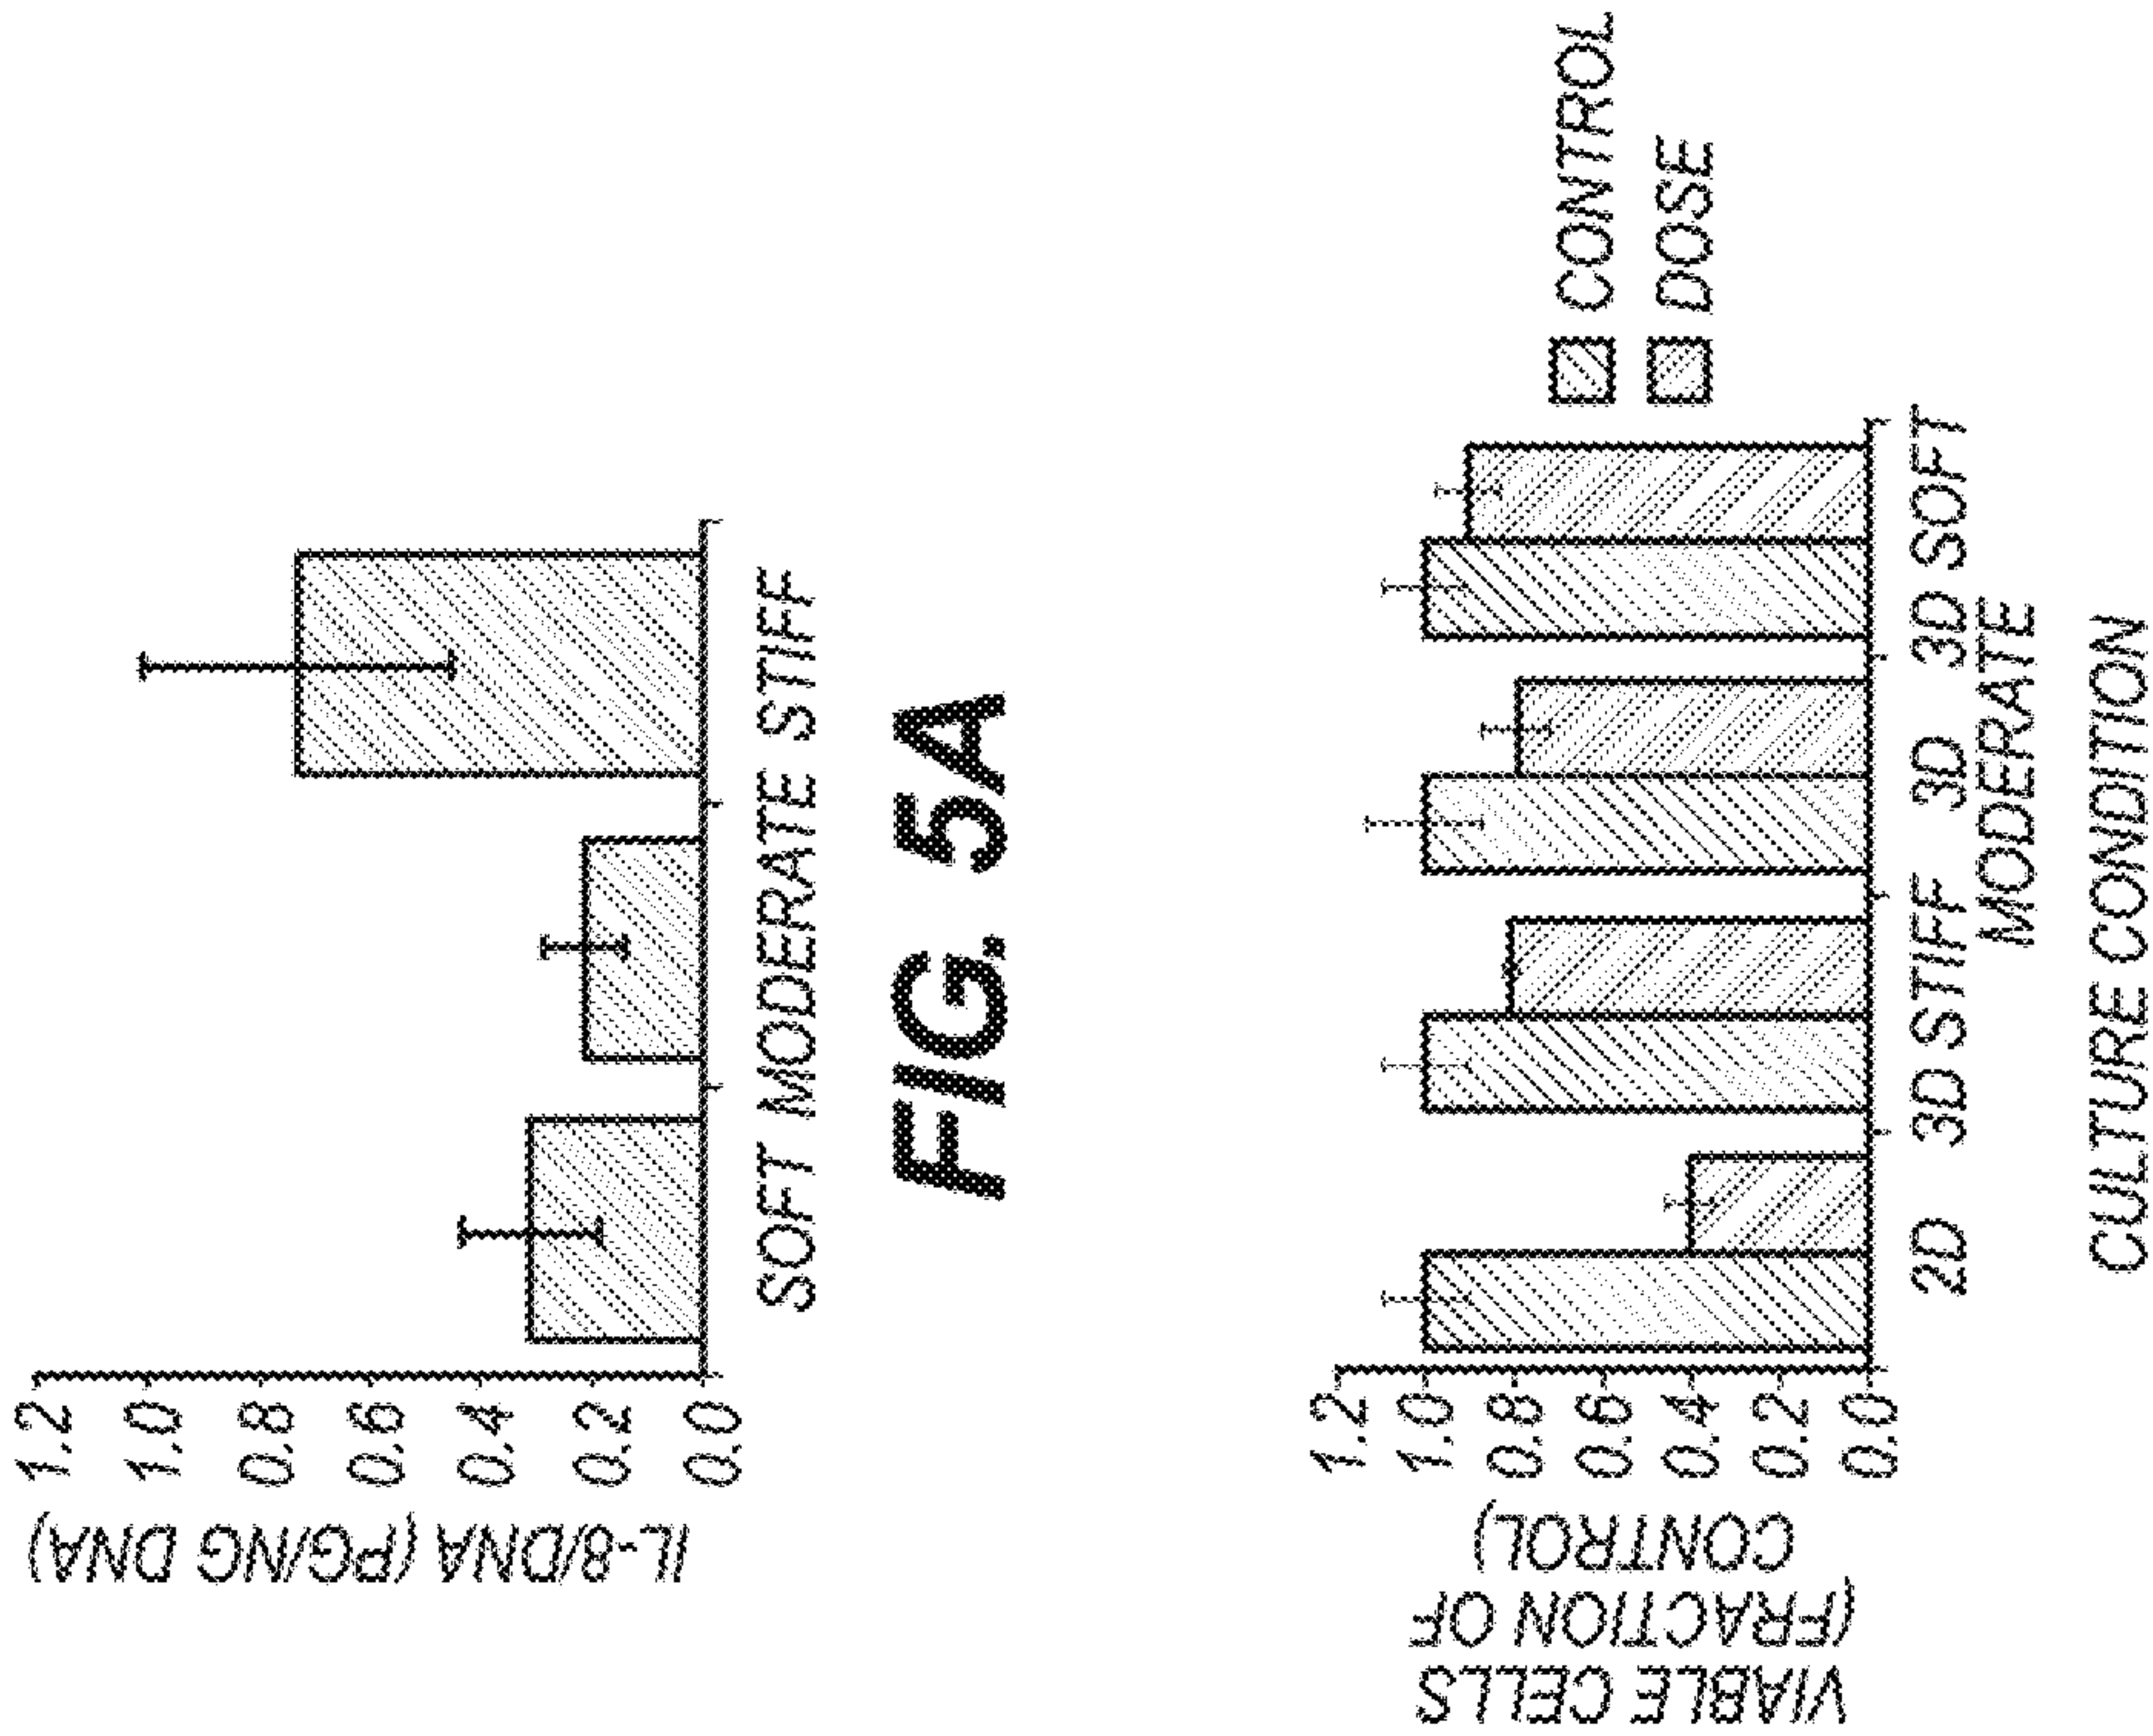 IL-8/DNA (PG/NG DNA)
1.2
1.0
0.8
0.6
0.4
0.2
0.0
SOFT MODERATE STIFF
FIG. 5A
VIABLE CELLS
(FRACTION OF
CONTROL)
1.2
1.0
0.8
0.6
0.4
0.2
0.0
2D 3D STIFF 3D 3D SOFT
MODERATE
CULTURE CONDITION
CONTROL
DOSE